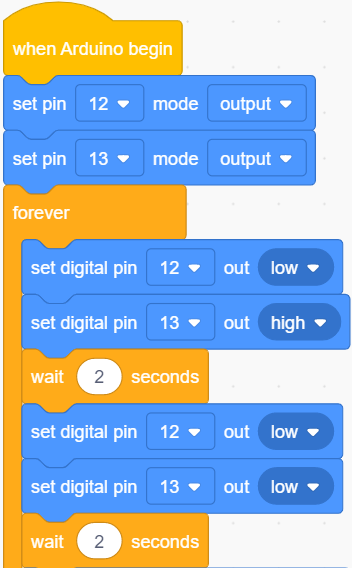 when Arduino begin
set pin 12 mode output
set pin 13 mode output
forever
set digital pin 12 out low
set digital pin 13 out high
wait 2 seconds
set digital pin 12 out low
set digital pin 13 out low
wait 2 seconds